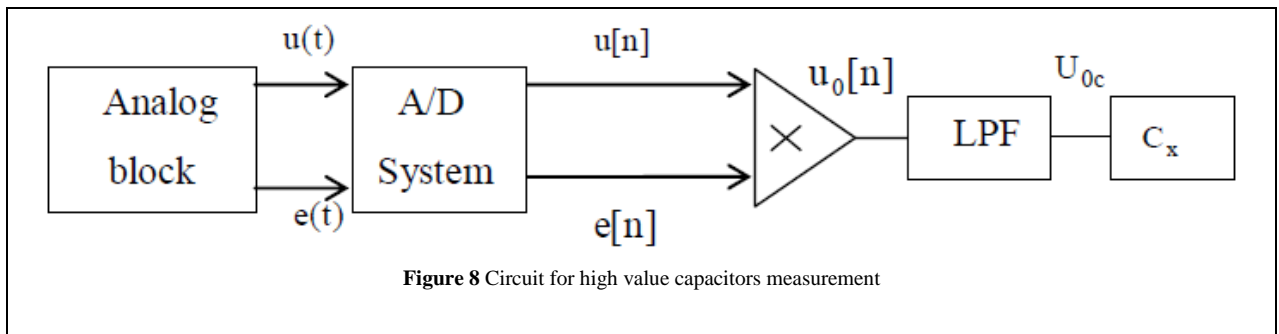 u(t)
u[n]
Analog
block
A/D
System
u₀[n]
×
LPF
U₀c
Cₓ
e(t)
e[n]
Figure 8 Circuit for high value capacitors measurement